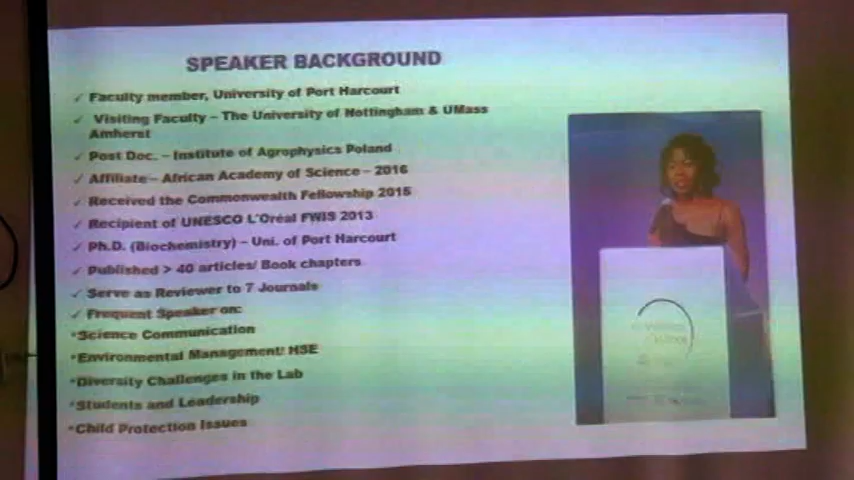 SPEAKER BACKGROUND
✓ Faculty member, University of Port Harcourt
✓ Visiting Faculty – The University of Nottingham & UMass
Amherst
✓ Post Doc. – Institute of Agrophysics Poland
✓ Affiliate – African Academy of Science – 2016
✓ Received the Commonwealth Fellowship 2015
✓ Recipient of UNESCO L'Oréal FWIS 2013
✓ Ph.D. (Biochemistry) – Uni. of Port Harcourt
✓ Published > 40 articles/ Book chapters
✓ Serve as Reviewer to 7 Journals
✓ Frequent Speaker on:
*Science Communication
*Environmental Management/ HSE
*Diversity Challenges in the Lab
*Students and Leadership
*Child Protection Issues